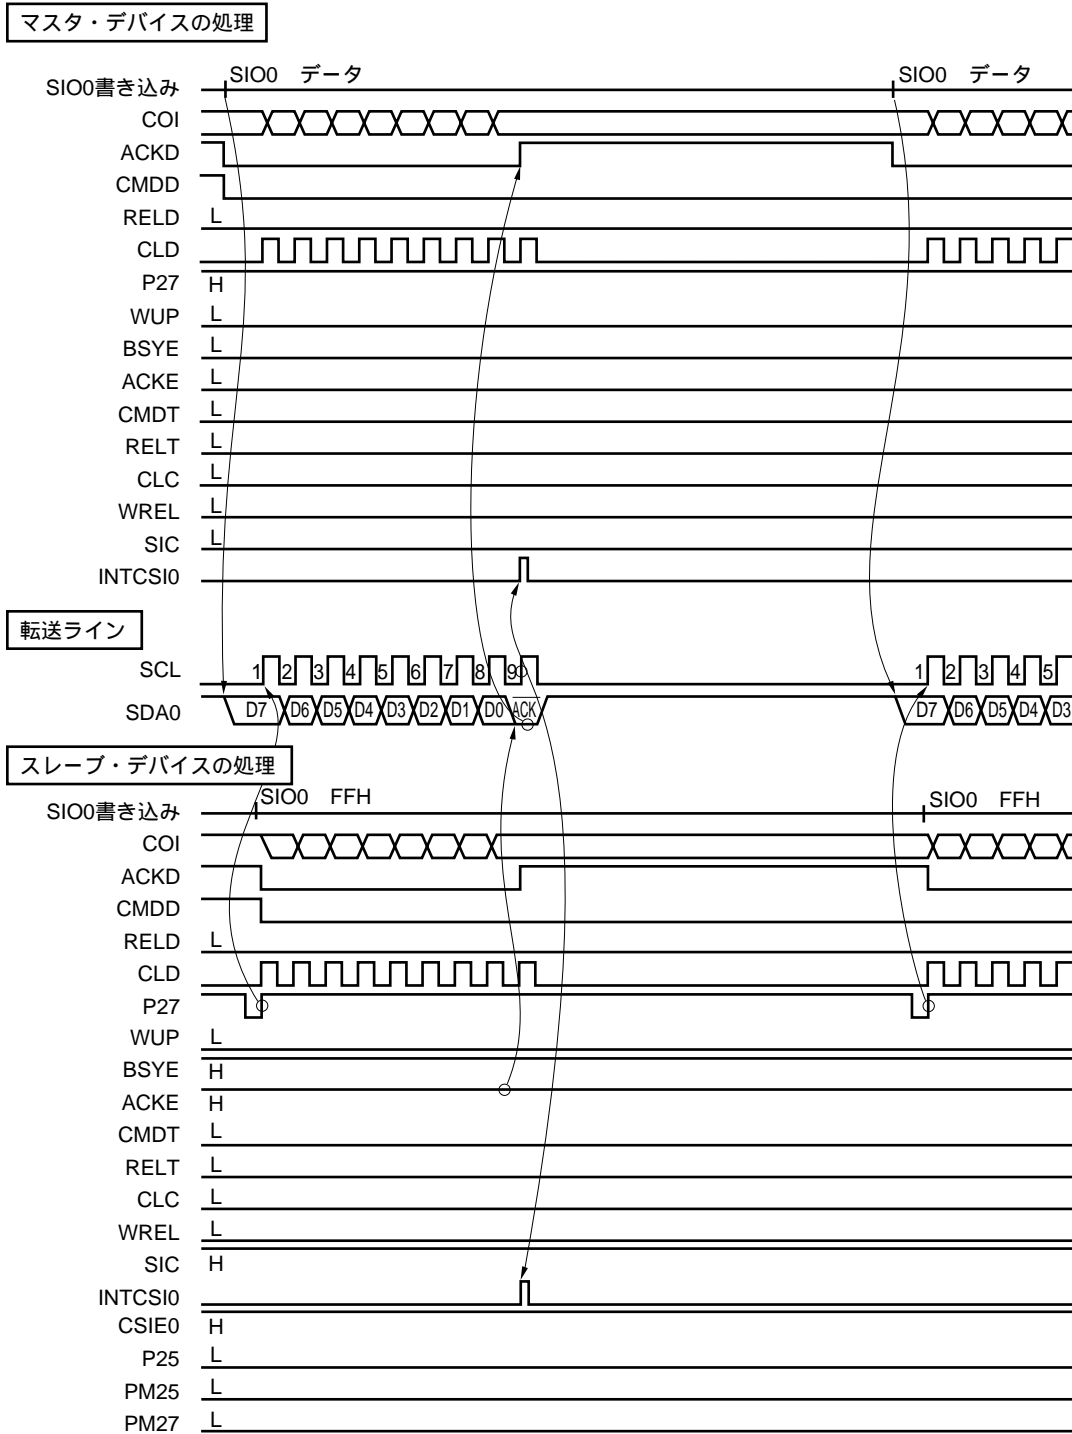 マスタ・デバイスの処理
SIO0 データ SIO0 データ
SIO0書き込み
COI
ACKD
CMDD
RELD L
CLD
P27 H
WUP L
BSYE L
ACKE L
CMDT L
RELT L
CLC L
WREL L
SIC L
INTCSI0
転送ライン
SCL 1 2 3 4 5 6 7 8 9 1 2 3 4 5
SDA0 D7 D6 D5 D4 D3 D2 D1 D0 ACK D7 D6 D5 D4 D3
スレーブ・デバイスの処理
SIO0 FFH SIO0 FFH
SIO0書き込み
COI
ACKD
CMDD
RELD L
CLD
P27
WUP L
BSYE H
ACKE H
CMDT L
RELT L
CLC L
WREL L
SIC H
INTCSI0
CSIE0 H
P25 L
PM25 L
PM27 L